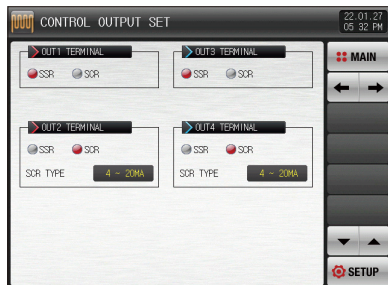 CONTROL OUTPUT SET
22.01.27
05 32 PM
OUT1 TERMINAL
SSR SCR
OUT3 TERMINAL
SSR SCR
OUT2 TERMINAL
SSR SCR
SCR TYPE 4 - 20MA
OUT4 TERMINAL
SSR SCR
SCR TYPE 4 - 20MA
MAIN
SETUP